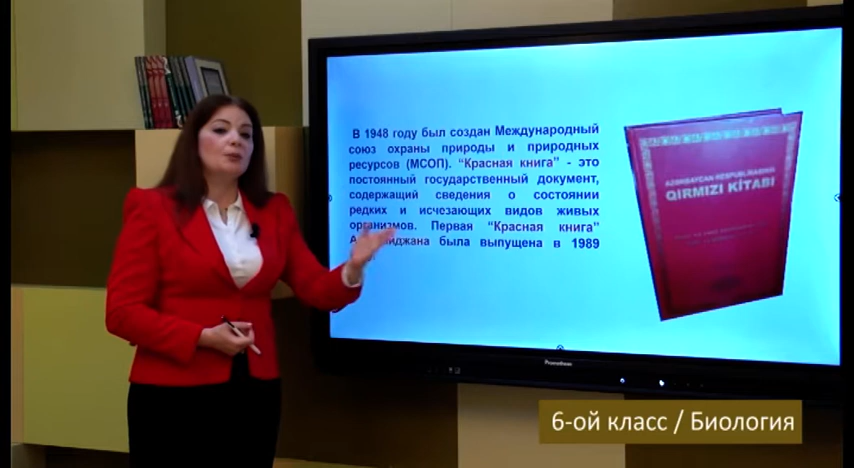 В 1948 году был создан Международный
союз охраны природы и природных
ресурсов (МСОП). “Красная книга” - это
постоянный государственный документ,
содержащий сведения о состоянии
редких и исчезающих видов живых
организмов. Первая “Красная книга”
была выпущена в 1989
AZƏRBAYCAN RESPUBLİKASININ
QIRMIZI KİTABI
Promethean
6-ой класс / Биология